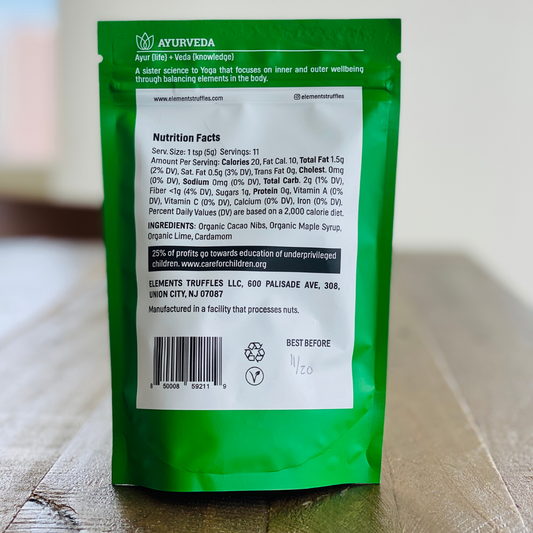 AYURVEDA
Ayur {life} + Veda {knowledge}
A sister science to Yoga that focuses on inner and outer wellbeing
through balancing elements in the body.
www.elementstruffles.com
elementstruffles
Nutrition Facts
Serv. Size: 1 tsp (5g) Servings: 11
Amount Per Serving: Calories 20, Fat Cal. 10, Total Fat 1.5g
(2% DV), Sat. Fat 0.5g (3% DV), Trans Fat 0g, Cholest. 0mg
(0% DV), Sodium 0mg (0% DV), Total Carb. 2g (1% DV),
Fiber <1g (4% DV), Sugars 1g, Protein 0g, Vitamin A (0%
DV), Vitamin C (0% DV), Calcium (0% DV), Iron (0% DV).
Percent Daily Values (DV) are based on a 2,000 calorie diet.
INGREDIENTS: Organic Cacao Nibs, Organic Maple Syrup,
Organic Lime, Cardamom
25% of profits go towards education of underprivileged
children. www.careforchildren.org
ELEMENTS TRUFFLES LLC, 600 PALISADE AVE, 308,
UNION CITY, NJ 07087
Manufactured in a facility that processes nuts.
BEST BEFORE
11/20
8 50008 59211 9
V